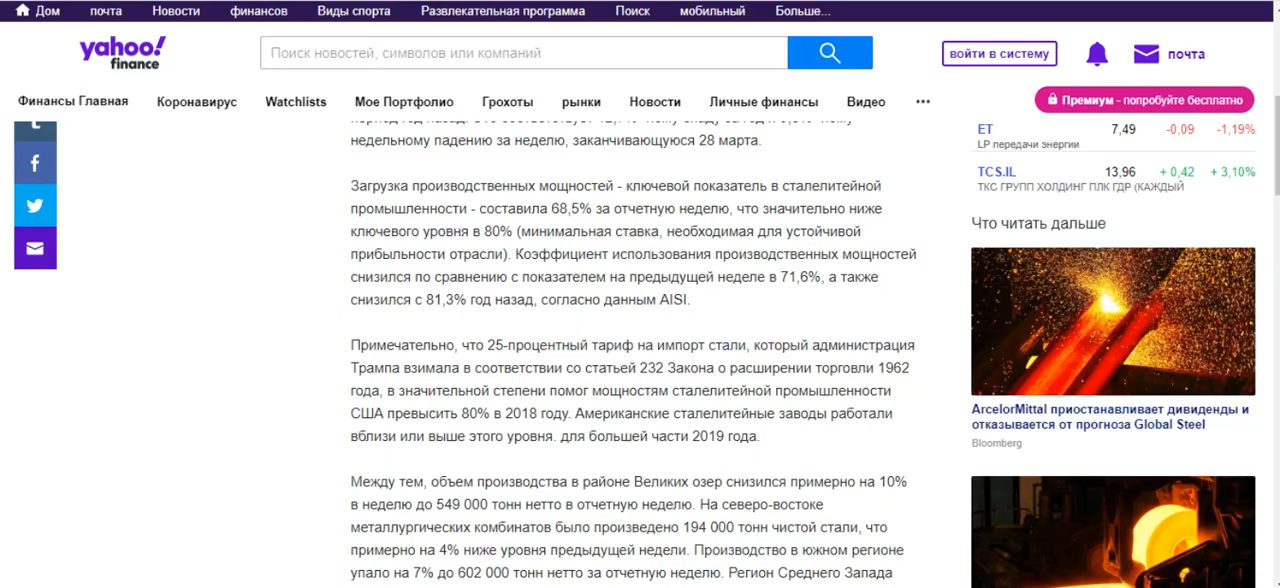 Дом почта Новости финансов Виды спорта Развлекательная программа Поиск мобильный Больше...
yahoo!
finance
Поиск новостей, символов или компаний
войти в систему
почта
Финансы Главная Коронавирус Watchlists Мое Портфолио Грохоты рынки Новости Личные финансы Видео ...
Премиум - попробуйте бесплатно
недельному падению за неделю, заканчивающуюся 28 марта.
Загрузка производственных мощностей - ключевой показатель в сталелитейной
промышленности - составила 68,5% за отчетную неделю, что значительно ниже
ключевого уровня в 80% (минимальная ставка, необходимая для устойчивой
прибыльности отрасли). Коэффициент использования производственных мощностей
снизился по сравнению с показателем на предыдущей неделе в 71,6%, а также
снизился с 81,3% год назад, согласно данным AISI.
Примечательно, что 25-процентный тариф на импорт стали, который администрация
Трампа взимала в соответствии со статьей 232 Закона о расширении торговли 1962
года, в значительной степени помог мощностям сталелитейной промышленности
США превысить 80% в 2018 году. Американские сталелитейные заводы работали
вблизи или выше этого уровня. для большей части 2019 года.
Между тем, объем производства в районе Великих озер снизился примерно на 10%
в неделю до 549 000 тонн нетто в отчетную неделю. На северо-востоке
металлургических комбинатов было произведено 194 000 тонн чистой стали, что
примерно на 4% ниже уровня предыдущей недели. Производство в южном регионе
упало на 7% до 602 000 тонн нетто за отчетную неделю. Регион Среднего Запада
ET 7,49 -0,09 -1,19%
LP передачи энергии
TCS.IL 13,96 + 0,42 + 3,10%
ТКС ГРУПП ХОЛДИНГ ПЛК ГДР (КАЖДЫЙ
Что читать дальше
ArcelorMittal приостанавливает дивиденды и
отказывается от прогноза Global Steel
Bloomberg